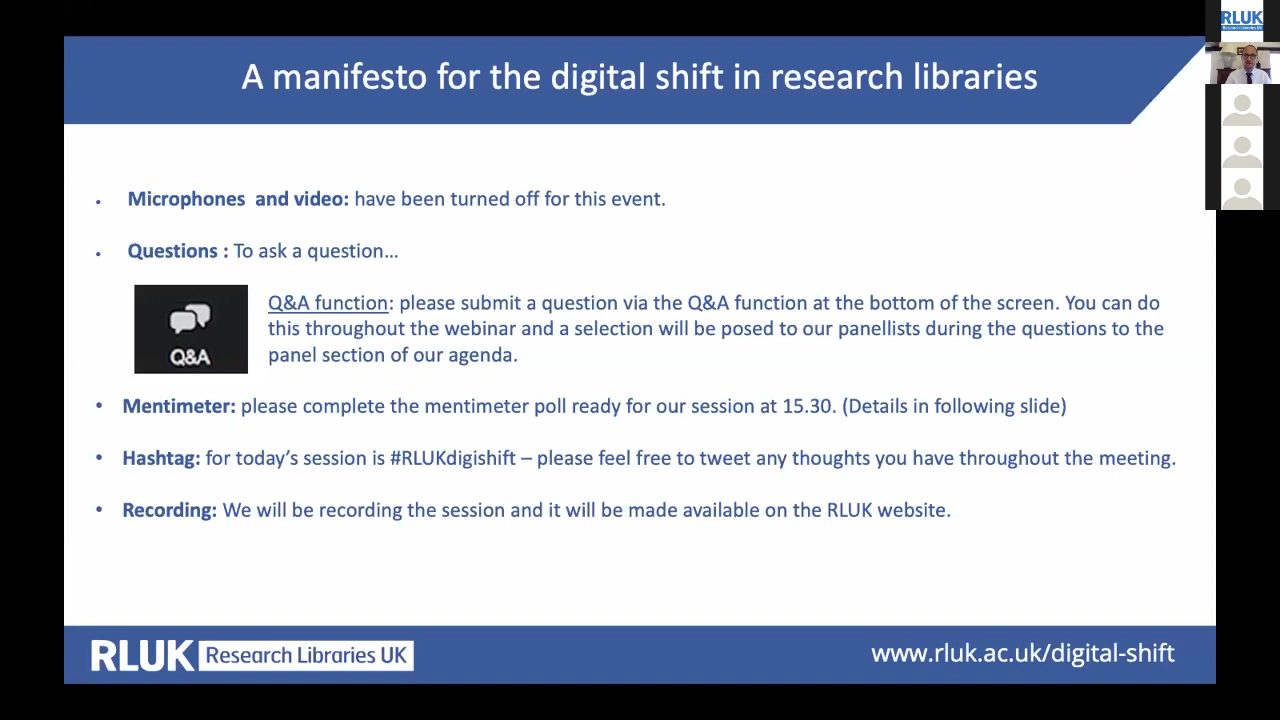 A manifesto for the digital shift in research libraries
• Microphones and video: have been turned off for this event.
• Questions : To ask a question…
Q&A function: please submit a question via the Q&A function at the bottom of the screen. You can do
this throughout the webinar and a selection will be posed to our panellists during the questions to the
panel section of our agenda.
Q&A
• Mentimeter: please complete the mentimeter poll ready for our session at 15.30. (Details in following slide)
• Hashtag: for today’s session is #RLUKdigishift – please feel free to tweet any thoughts you have throughout the meeting.
• Recording: We will be recording the session and it will be made available on the RLUK website.
RLUK Research Libraries UK
www.rluk.ac.uk/digital-shift
RLUK
Research Libraries UK